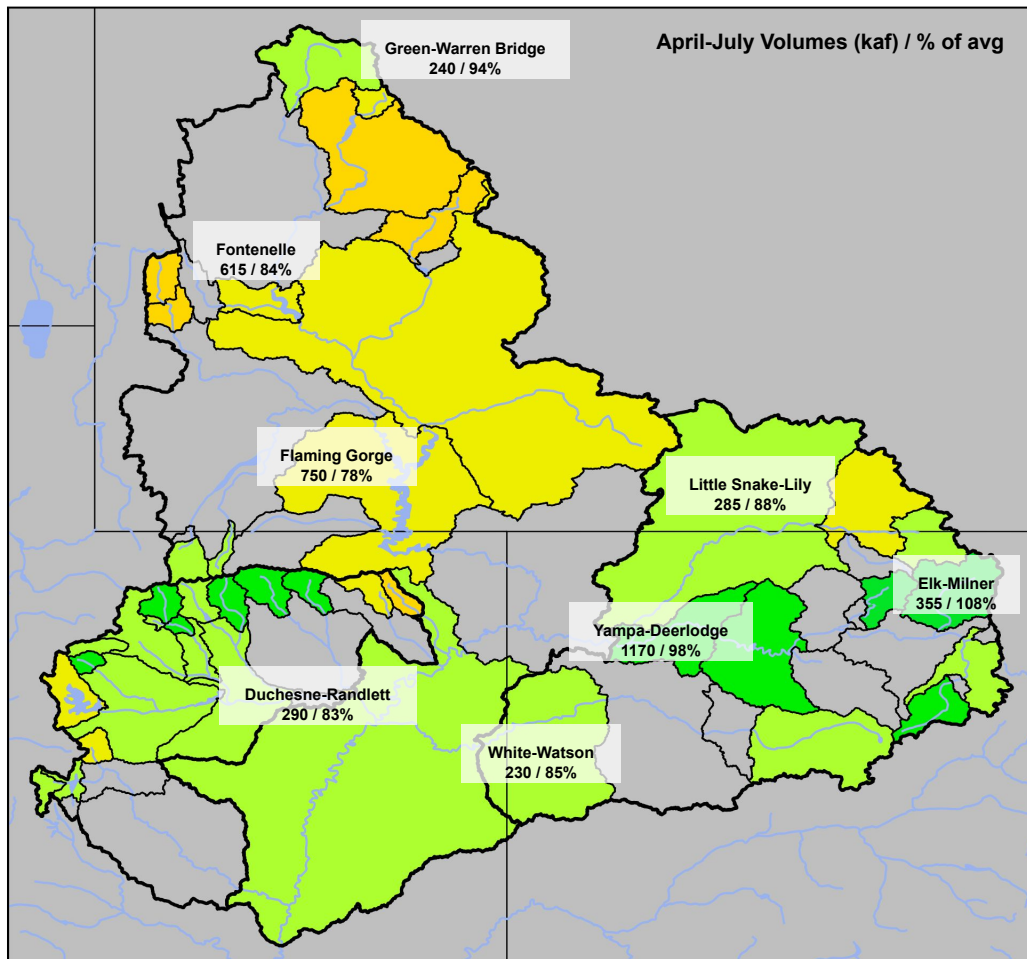 Green-Warren Bridge
240 / 94%
April-July Volumes (kaf) / % of avg
Fontenelle
615 / 84%
Flaming Gorge
750 / 78%
Little Snake-Lily
285 / 88%
Elk-Milner
355 / 108%
Yampa-Deerlodge
1170 / 98%
Duchesne-Randlett
290 / 83%
White-Watson
230 / 85%